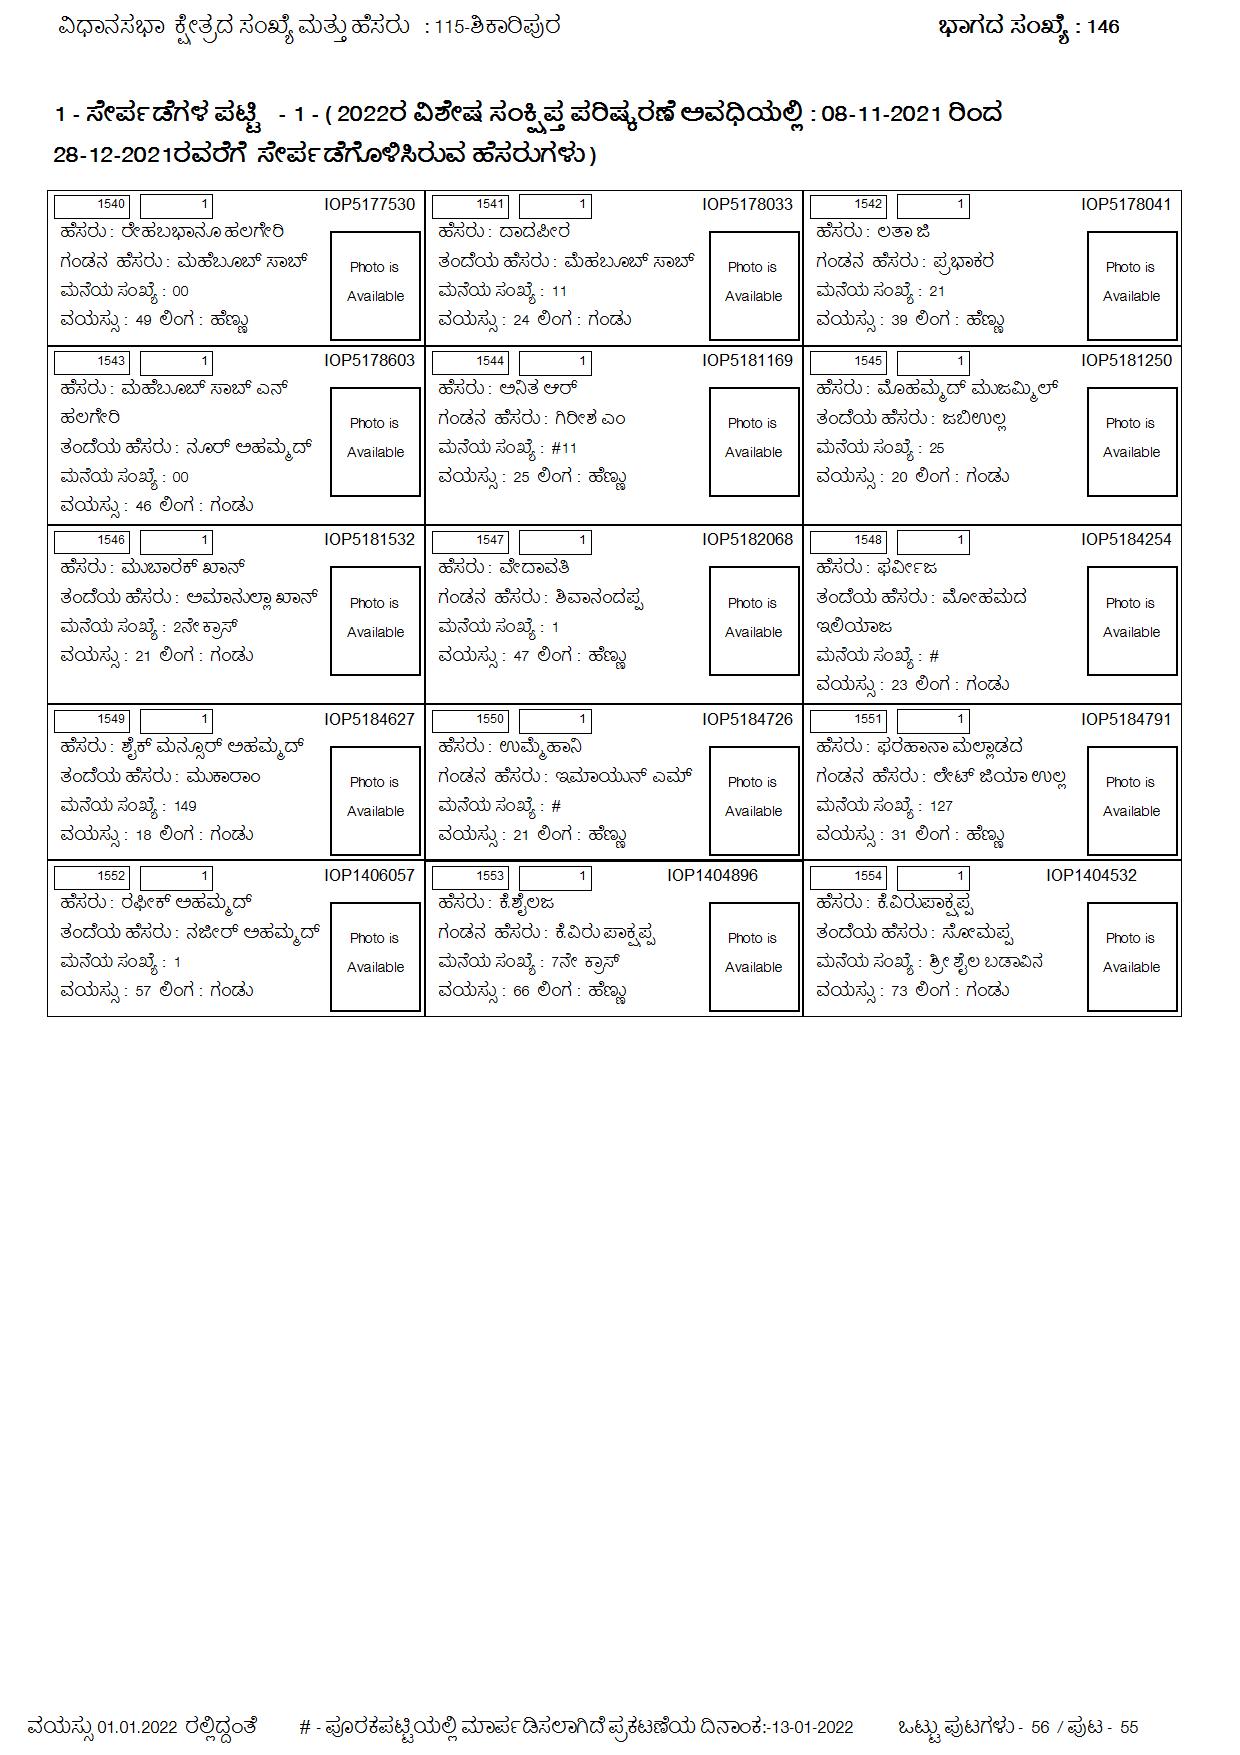 ವಿಧಾನಸಭಾ ಕ್ಷೇತ್ರದ ಸಂಖ್ಯೆ ಮತ್ತು ಹೆಸರು : 115-ಶಿಕಾರಿಪುರ ಭಾಗದ ಸಂಖ್ಯೆ : 146
1 - ಸೇರ್ಪಡೆಗಳ ಪಟ್ಟಿ - 1 - ( 2022ರ ವಿಶೇಷ ಸಂಕ್ಷಿಪ್ತ ಪರಿಷ್ಕರಣೆ ಅವಧಿಯಲ್ಲಿ : 08-11-2021 ರಿಂದ
28-12-2021ರವರೆಗೆ ಸೇರ್ಪಡೆಗೊಳಿಸಿರುವ ಹೆಸರುಗಳು )
1540 1 IOP5177530
ಹೆಸರು : ರೇಹಬಭಾನೂ ಹಲಗೇರಿ
ಗಂಡನ ಹೆಸರು : ಮಹೆಬೂಬ್ ಸಾಬ್
ಮನೆಯ ಸಂಖ್ಯೆ : 00
ವಯಸ್ಸು : 49 ಲಿಂಗ : ಹೆಣ್ಣು
Photo is
Available
1541 1 IOP5178033
ಹೆಸರು : ದಾದಪೀರ
ತಂದೆಯ ಹೆಸರು : ಮೆಹಬೂಬ್ ಸಾಬ್
ಮನೆಯ ಸಂಖ್ಯೆ : 11
ವಯಸ್ಸು : 24 ಲಿಂಗ : ಗಂಡು
Photo is
Available
1542 1 IOP5178041
ಹೆಸರು : ಲತಾ ಜಿ
ಗಂಡನ ಹೆಸರು : ಪ್ರಭಾಕರ
ಮನೆಯ ಸಂಖ್ಯೆ : 21
ವಯಸ್ಸು : 39 ಲಿಂಗ : ಹೆಣ್ಣು
Photo is
Available
1543 1 IOP5178603
ಹೆಸರು : ಮಹೆಬೂಬ್ ಸಾಬ್ ಎನ್
ಹಲಗೇರಿ
ತಂದೆಯ ಹೆಸರು : ನೂರ್ ಅಹಮ್ಮದ್
ಮನೆಯ ಸಂಖ್ಯೆ : 00
ವಯಸ್ಸು : 46 ಲಿಂಗ : ಗಂಡು
Photo is
Available
1544 1 IOP5181169
ಹೆಸರು : ಅನಿತ ಆರ್
ಗಂಡನ ಹೆಸರು : ಗಿರೀಶ ಎಂ
ಮನೆಯ ಸಂಖ್ಯೆ : #11
ವಯಸ್ಸು : 25 ಲಿಂಗ : ಹೆಣ್ಣು
Photo is
Available
1545 1 IOP5181250
ಹೆಸರು : ಮೊಹಮ್ಮದ್ ಮುಜಮ್ಮಿಲ್
ತಂದೆಯ ಹೆಸರು : ಜಬಿಉಲ್ಲ
ಮನೆಯ ಸಂಖ್ಯೆ : 25
ವಯಸ್ಸು : 20 ಲಿಂಗ : ಗಂಡು
Photo is
Available
1546 1 IOP5181532
ಹೆಸರು : ಮುಬಾರಕ್ ಖಾನ್
ತಂದೆಯ ಹೆಸರು : ಅಮಾನುಲ್ಲಾ ಖಾನ್
ಮನೆಯ ಸಂಖ್ಯೆ : 2ನೇ ಕ್ರಾಸ್
ವಯಸ್ಸು : 21 ಲಿಂಗ : ಗಂಡು
Photo is
Available
1547 1 IOP5182068
ಹೆಸರು : ವೇದಾವತಿ
ಗಂಡನ ಹೆಸರು : ಶಿವಾನಂದಪ್ಪ
ಮನೆಯ ಸಂಖ್ಯೆ : 1
ವಯಸ್ಸು : 47 ಲಿಂಗ : ಹೆಣ್ಣು
Photo is
Available
1548 1 IOP5184254
ಹೆಸರು : ಫರ್ವೀಜ
ತಂದೆಯ ಹೆಸರು : ಮೋಹಮದ
ಇಲಿಯಾಜ
ಮನೆಯ ಸಂಖ್ಯೆ : #
ವಯಸ್ಸು : 23 ಲಿಂಗ : ಗಂಡು
Photo is
Available
1549 1 IOP5184627
ಹೆಸರು : ಶೈಕ್ ಮನ್ಸೂರ್ ಅಹಮ್ಮದ್
ತಂದೆಯ ಹೆಸರು : ಮುಕಾರಾಂ
ಮನೆಯ ಸಂಖ್ಯೆ : 149
ವಯಸ್ಸು : 18 ಲಿಂಗ : ಗಂಡು
Photo is
Available
1550 1 IOP5184726
ಹೆಸರು : ಉಮ್ಮೆಹಾನಿ
ಗಂಡನ ಹೆಸರು : ಇಮಾಯುನ್ ಎಮ್
ಮನೆಯ ಸಂಖ್ಯೆ : #
ವಯಸ್ಸು : 21 ಲಿಂಗ : ಹೆಣ್ಣು
Photo is
Available
1551 1 IOP5184791
ಹೆಸರು : ಫರಹಾನಾ ಮಲ್ಲಾಡದ
ಗಂಡನ ಹೆಸರು : ಲೇಟ್ ಜಿಯಾ ಉಲ್ಲ
ಮನೆಯ ಸಂಖ್ಯೆ : 127
ವಯಸ್ಸು : 31 ಲಿಂಗ : ಹೆಣ್ಣು
Photo is
Available
1552 1 IOP1406057
ಹೆಸರು : ರಫೀಕ್ ಅಹಮ್ಮದ್
ತಂದೆಯ ಹೆಸರು : ನಜೀರ್ ಅಹಮ್ಮದ್
ಮನೆಯ ಸಂಖ್ಯೆ : 1
ವಯಸ್ಸು : 57 ಲಿಂಗ : ಗಂಡು
Photo is
Available
1553 1 IOP1404896
ಹೆಸರು : ಕೆ.ಶೈಲಜ
ಗಂಡನ ಹೆಸರು : ಕೆ.ವಿರುಪಾಕ್ಷಪ್ಪ
ಮನೆಯ ಸಂಖ್ಯೆ : 7ನೇ ಕ್ರಾಸ್
ವಯಸ್ಸು : 66 ಲಿಂಗ : ಹೆಣ್ಣು
Photo is
Available
1554 1 IOP1404532
ಹೆಸರು : ಕೆ.ವಿರುಪಾಕ್ಷಪ್ಪ
ತಂದೆಯ ಹೆಸರು : ಸೋಮಪ್ಪ
ಮನೆಯ ಸಂಖ್ಯೆ : ಶ್ರೀ ಶೈಲ ಬಡಾವಿನ
ವಯಸ್ಸು : 73 ಲಿಂಗ : ಗಂಡು
Photo is
Available
ವಯಸ್ಸು 01.01.2022 ರಲ್ಲಿದ್ದಂತೆ # - ಪೂರಕಪಟ್ಟಿಯಲ್ಲಿ ಮಾರ್ಪಡಿಸಲಾಗಿದೆ ಪ್ರಕಟಣೆಯ ದಿನಾಂಕ:-13-01-2022 ಒಟ್ಟು ಪುಟಗಳು - 56 / ಪುಟ - 55